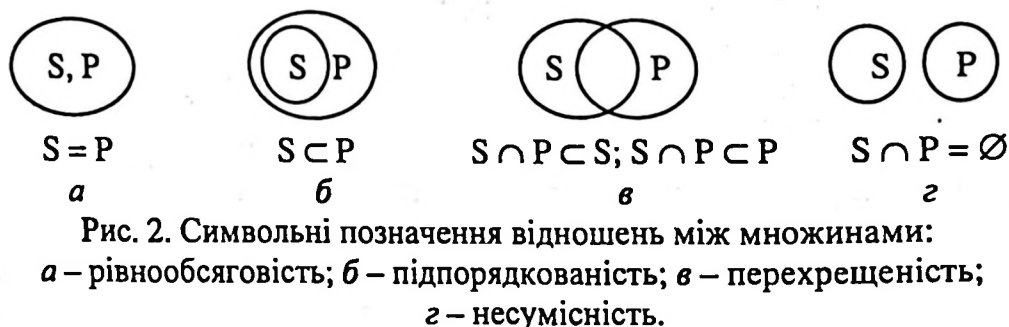 S, P S P S P S P
S = P S ⊂ P S ∩ P ⊂ S; S ∩ P ⊂ P S ∩ P = ∅
а б в г
Рис. 2. Символьні позначення відношень між множинами:
а – рівнообсяговість; б – підпорядкованість; в – перехрещеність;
г – несумісність.